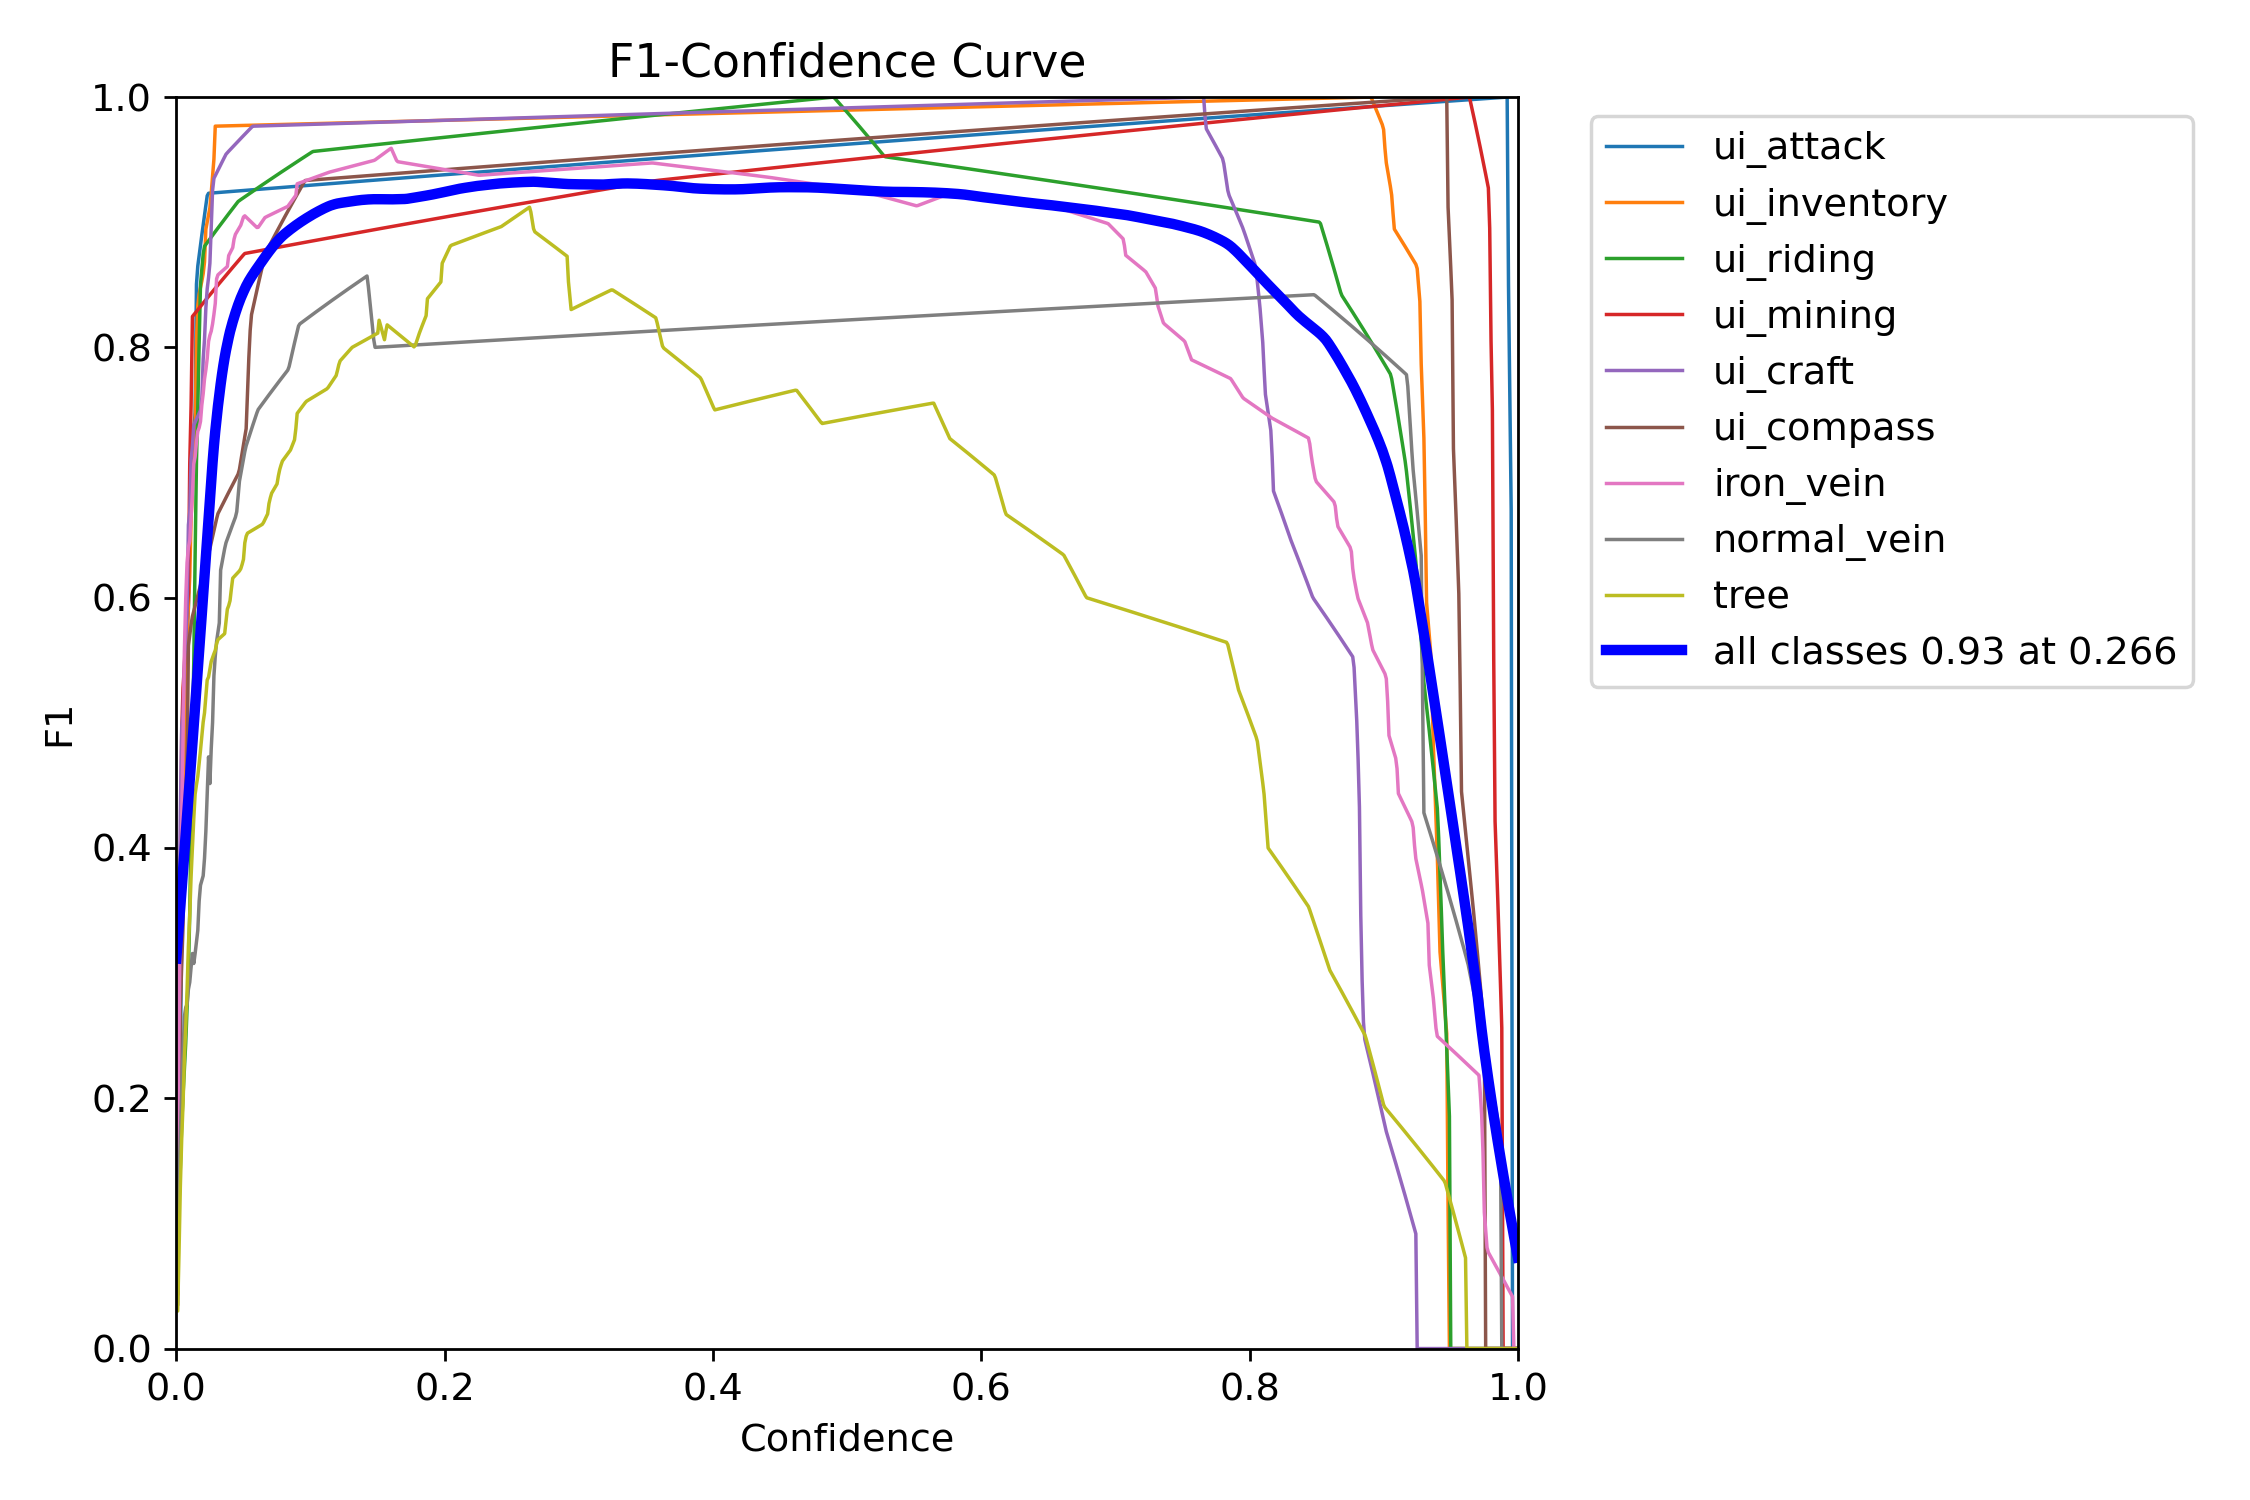 F1-Confidence Curve
1.0
0.8
0.6
0.4
0.2
0.0
F1
0.0 0.2 0.4 0.6 0.8 1.0
Confidence
ui_attack
ui_inventory
ui_riding
ui_mining
ui_craft
ui_compass
iron_vein
normal_vein
tree
all classes 0.93 at 0.266